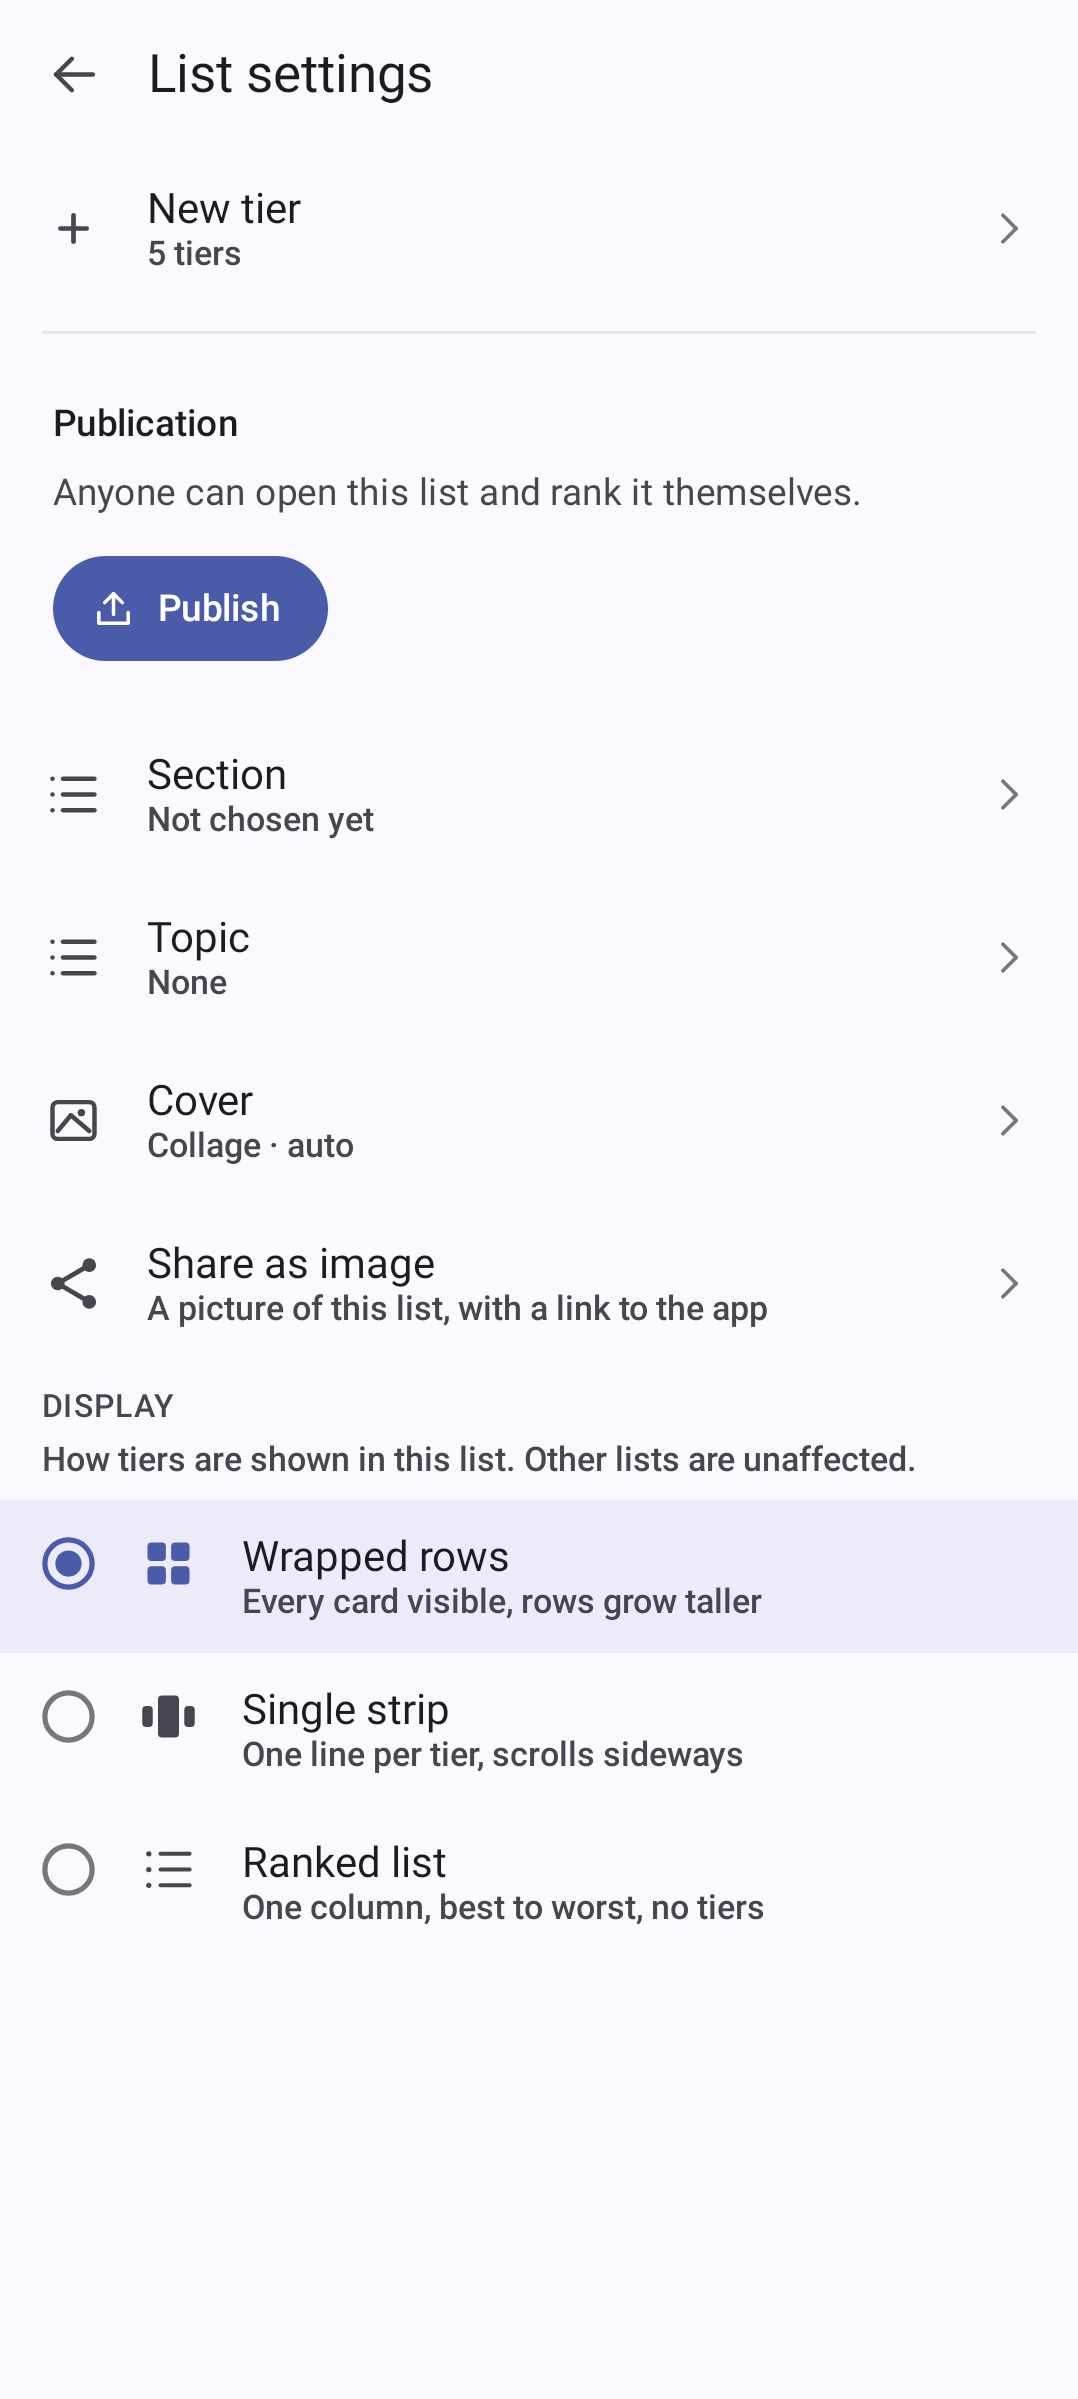 List settings
New tier
5 tiers
Publication
Anyone can open this list and rank it themselves.
Publish
Section
Not chosen yet
Topic
None
Cover
Collage · auto
Share as image
A picture of this list, with a link to the app
DISPLAY
How tiers are shown in this list. Other lists are unaffected.
Wrapped rows
Every card visible, rows grow taller
Single strip
One line per tier, scrolls sideways
Ranked list
One column, best to worst, no tiers